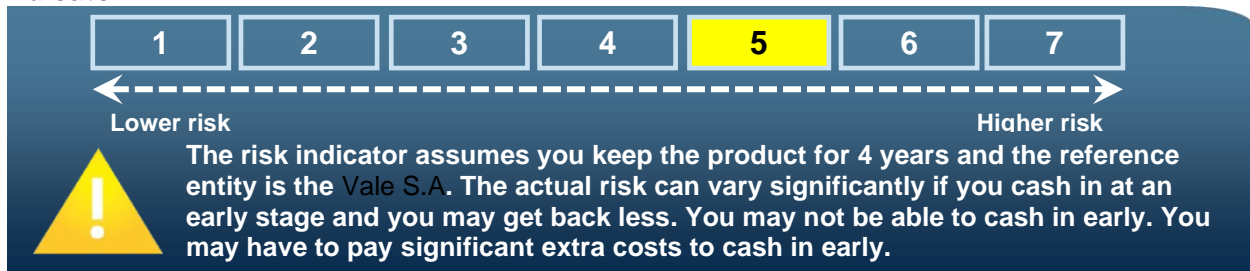 1 2 3 4 5 6 7
Lower risk Higher risk
The risk indicator assumes you keep the product for 4 years and the reference
entity is the Vale S.A. The actual risk can vary significantly if you cash in at an
early stage and you may get back less. You may not be able to cash in early. You
may have to pay significant extra costs to cash in early.